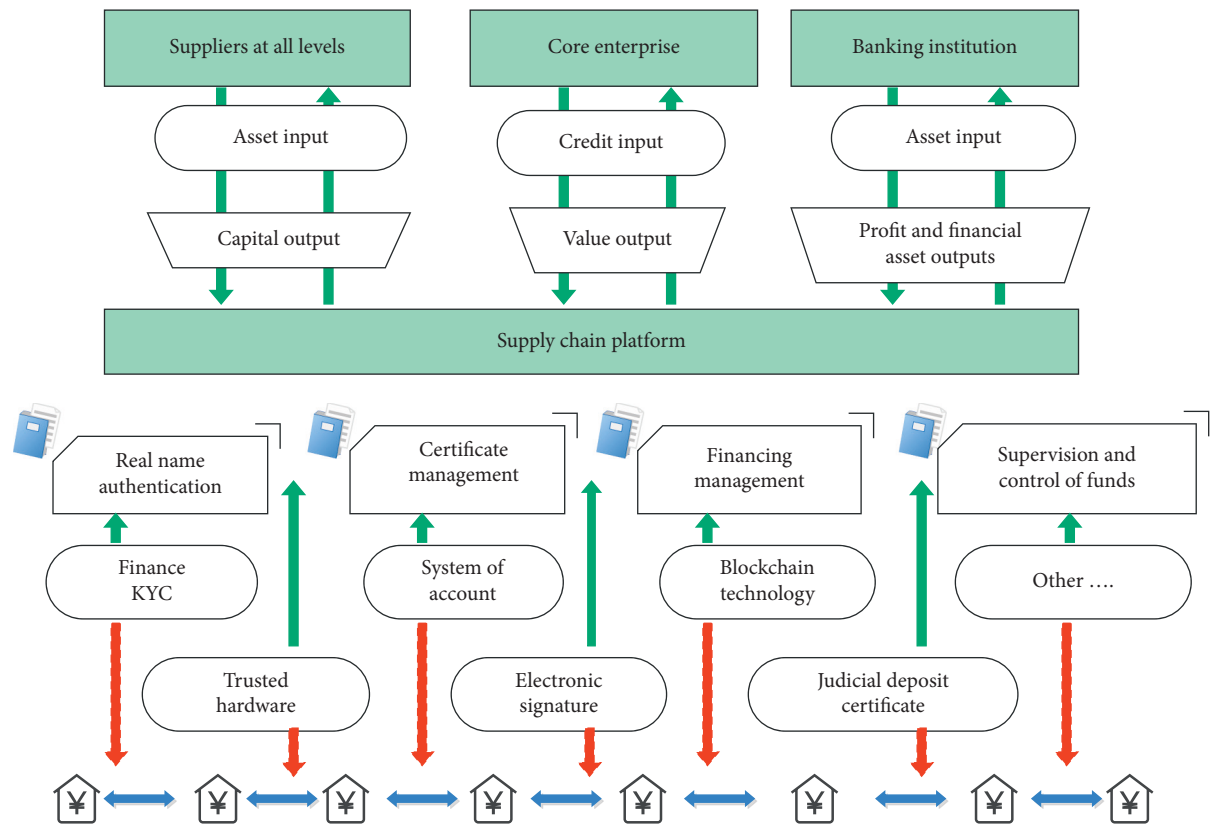 Suppliers at all levels
Core enterprise
Banking institution
Asset input
Credit input
Asset input
Capital output
Value output
Profit and financial
asset outputs
Supply chain platform
Real name
authentication
Certificate
management
Financing
management
Supervision and
control of funds
Finance
KYC
System of
account
Blockchain
technology
Other ....
Trusted
hardware
Electronic
signature
Judicial deposit
certificate
¥
¥
¥
¥
¥
¥
¥
¥